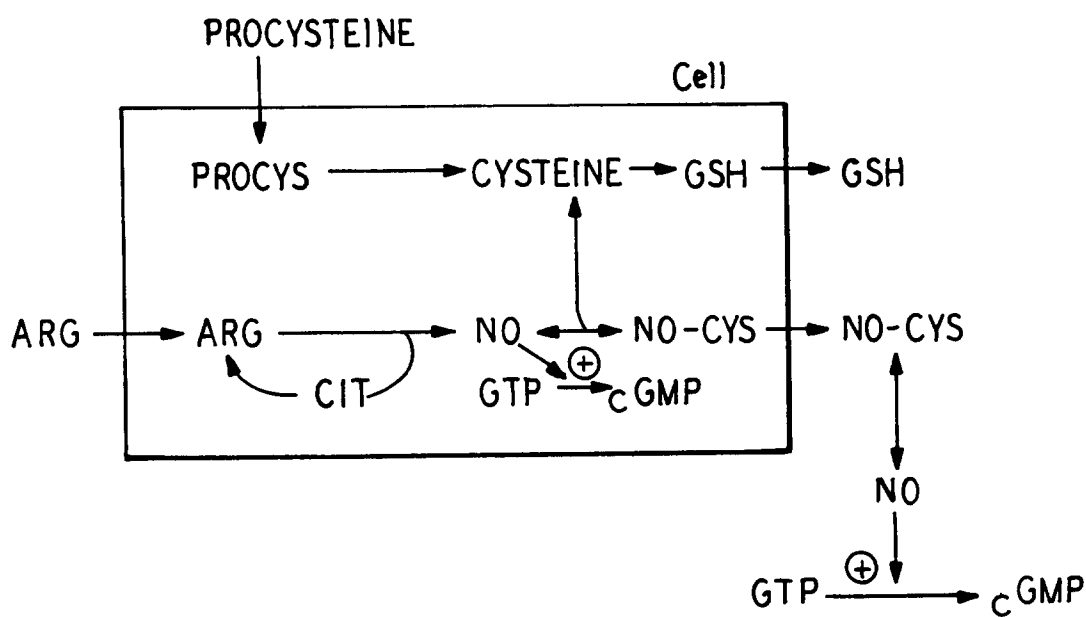 PROCYSTEINE
Cell
PROCYS CYSTEINE GSH GSH
ARG ARG NO NO-CYS NO-CYS
+
CIT GTP cGMP
NO
+
GTP cGMP